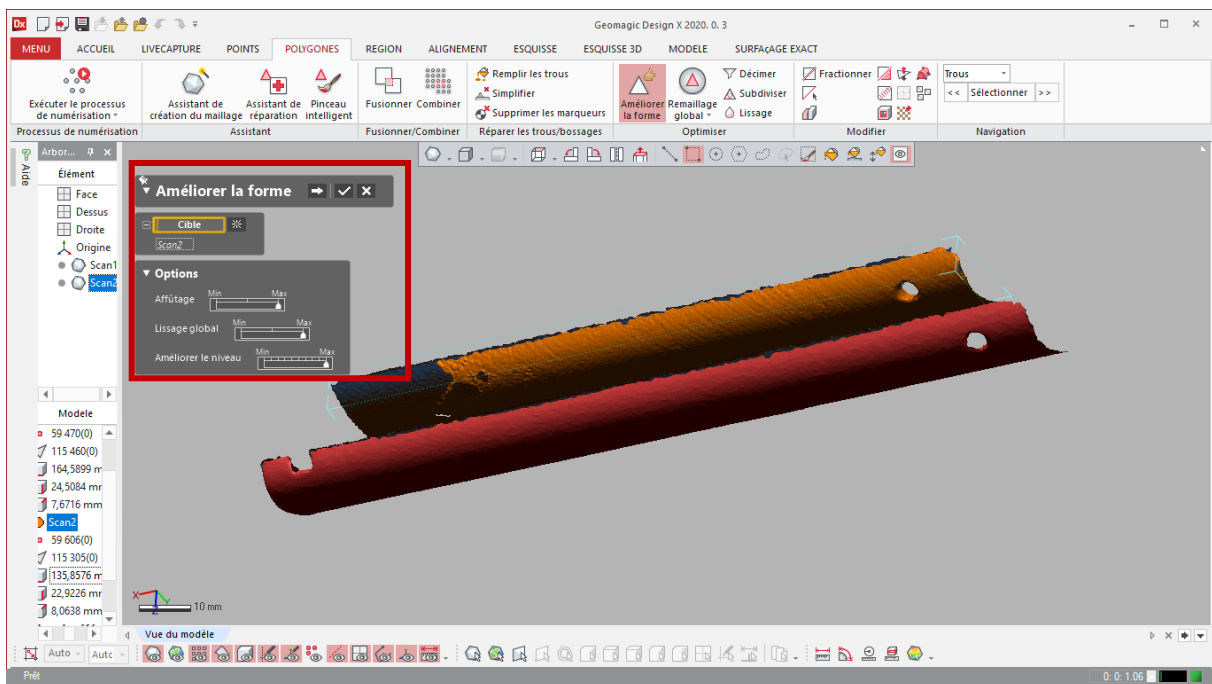 Dx
Geomagic Design X 2020. 0. 3
MENU ACCUEIL LIVECAPTURE POINTS POLYGONES REGION ALIGNEMENT ESQUISSE ESQUISSE 3D MODELE SURFAçAGE EXACT
Exécuter le processus
de numérisation
Assistant de
création du maillage
Assistant de
réparation
Pinceau
intelligent
Fusionner
Combiner
Remplir les trous
Simplifier
Supprimer les marqueurs
Améliorer
la forme
Remaillage
global
Décimer
Subdiviser
Lissage
Fractionner
Trous
<< Sélectionner >>
Processus de numérisation Assistant Fusionner/Combiner Réparer les trous/bossages Optimiser Modifier Navigation
Aide
Arbor...
Élément
Face
Dessus
Droite
Origine
Scan1
Scan2
Améliorer la forme
Cible
Scan2
Options
Affûtage Min Max
Lissage global Min Max
Améliorer le niveau Min Max
Modele
59 470(0)
115 460(0)
164,5899 m
24,5084 mr
7,6716 mm
Scan2
59 606(0)
115 305(0)
135,8576 m
22,9226 mr
8,0638 mm
X Y Z
10 mm
Vue du modèle
Auto Autc
Prêt
0: 0: 1.06